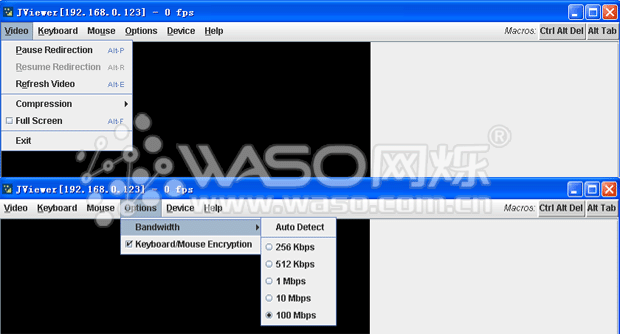 JViewer[192.168.0.123] - 0 fps
Video Keyboard Mouse Options Device Help Macros: Ctrl Alt Del Alt Tab
Pause Redirection Alt-P
Resume Redirection Alt-R
Refresh Video Alt-E
Compression
Full Screen Alt-F
Exit
WASO网烁®
JViewer[192.168.0.123] - 0 fps
www.waso.com.cn
Video Keyboard Mouse Options Device Help Macros: Ctrl Alt Del Alt Tab
Bandwidth Auto Detect
Keyboard/Mouse Encryption 256 Kbps
512 Kbps
1 Mbps
10 Mbps
100 Mbps